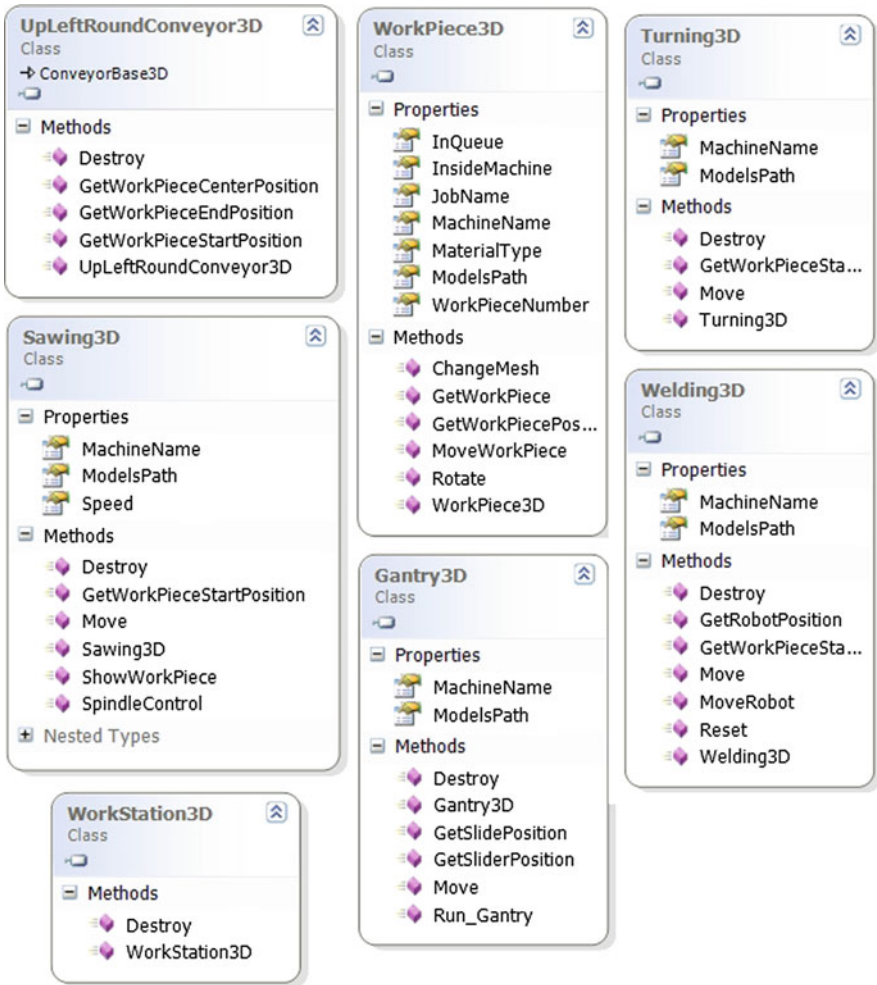 UpLeftRoundConveyor3D
Class
ConveyorBase3D
Methods
Destroy
GetWorkPieceCenterPosition
GetWorkPieceEndPosition
GetWorkPieceStartPosition
UpLeftRoundConveyor3D
Sawing3D
Class
Properties
MachineName
ModelsPath
Speed
Methods
Destroy
GetWorkPieceStartPosition
Move
Sawing3D
ShowWorkPiece
SpindleControl
Nested Types
WorkStation3D
Class
Methods
Destroy
WorkStation3D
WorkPiece3D
Class
Properties
InQueue
InsideMachine
JobName
MachineName
MaterialType
ModelsPath
WorkPieceNumber
Methods
ChangeMesh
GetWorkPiece
GetWorkPiecePos...
MoveWorkPiece
Rotate
WorkPiece3D
Gantry3D
Class
Properties
MachineName
ModelsPath
Methods
Destroy
Gantry3D
GetSlidePosition
GetSliderPosition
Move
Run_Gantry
Turning3D
Class
Properties
MachineName
ModelsPath
Methods
Destroy
GetWorkPieceSta...
Move
Turning3D
Welding3D
Class
Properties
MachineName
ModelsPath
Methods
Destroy
GetRobotPosition
GetWorkPieceSta...
Move
MoveRobot
Reset
Welding3D